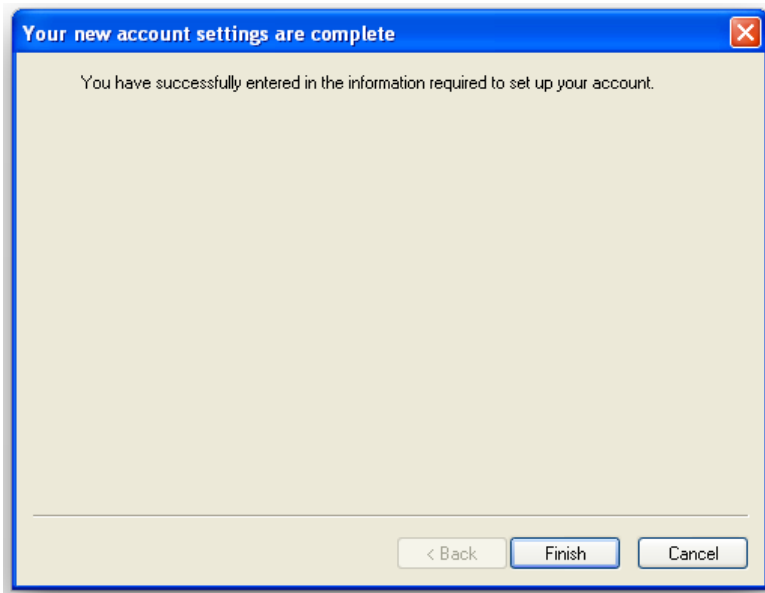 Your new account settings are complete
You have successfully entered in the information required to set up your account.
< Back Finish Cancel